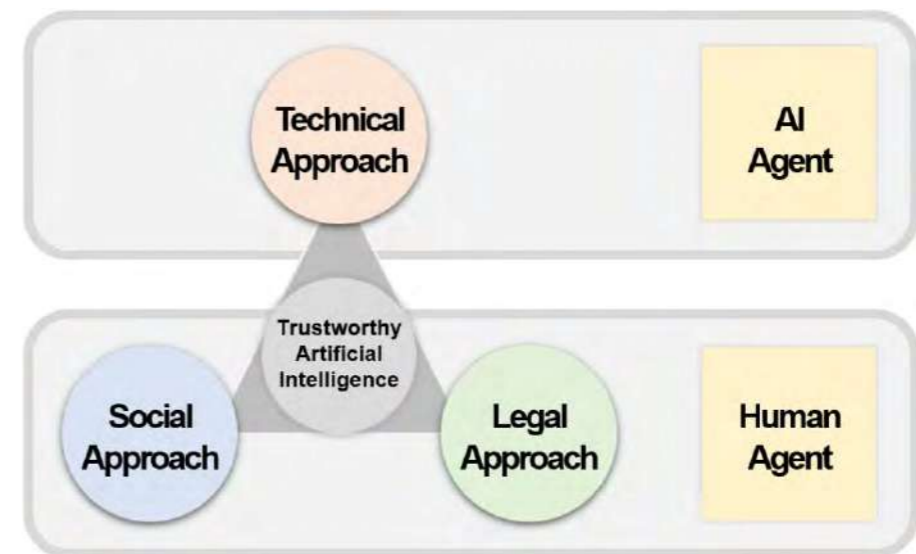 Technical
Approach
AI
Agent
Trustworthy
Artificial
Intelligence
Social
Approach
Legal
Approach
Human
Agent